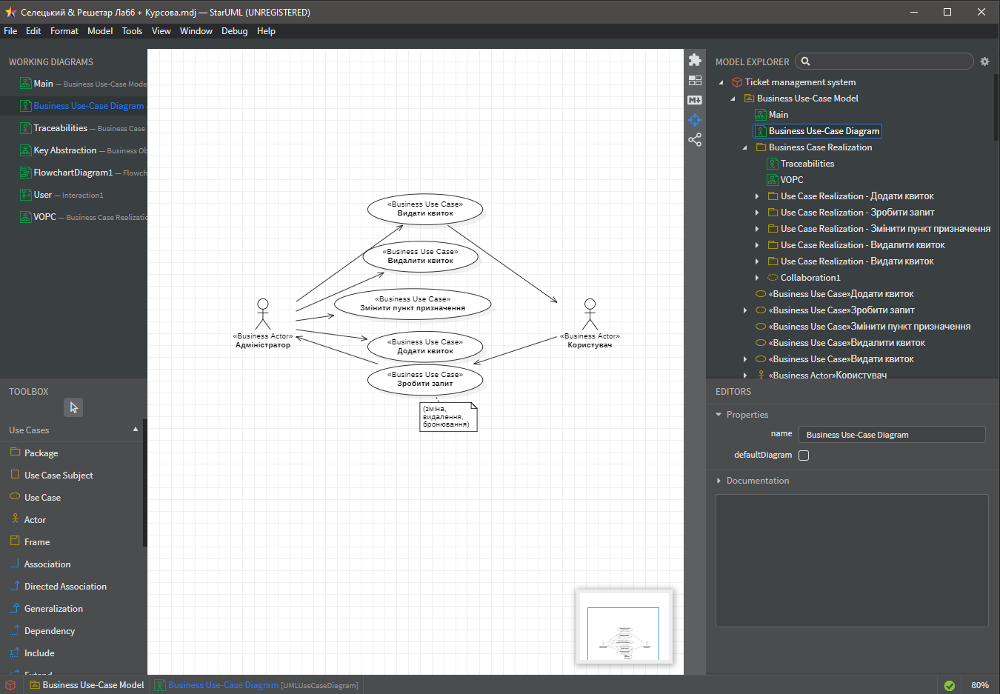 Селецький & Решетар Лабб + Курсова.mdj — StarUML (UNREGISTERED)
File Edit Format Model Tools View Window Debug Help
WORKING DIAGRAMS
Main — Business Use-Case Mode
Business Use-Case Diagram
Traceabilities — Business Case
Key Abstraction — Business Ob
FlowchartDiagram1 — Flowch
User — Interaction1
VOPC — Business Case Realizatio
TOOLBOX
Use Cases
Package
Use Case Subject
Use Case
Actor
Frame
Association
Directed Association
Generalization
Dependency
Include
Extend
«Business Use Case»
Видати квиток
«Business Use Case»
Видалити квиток
«Business Use Case»
Змінити пункт призначення
«Business Actor»
Адміністратор
«Business Actor»
Користувач
«Business Use Case»
Додати квиток
«Business Use Case»
Зробити запит
(зміна,
видалення,
бронювання)
MODEL EXPLORER
Ticket management system
Business Use-Case Model
Main
Business Use-Case Diagram
Business Case Realization
Traceabilities
VOPC
Use Case Realization - Додати квиток
Use Case Realization - Зробити запит
Use Case Realization - Змінити пункт призначення
Use Case Realization - Видалити квиток
Use Case Realization - Видати квиток
Collaboration1
«Business Use Case»Додати квиток
«Business Use Case»Зробити запит
«Business Use Case»Змінити пункт призначення
«Business Use Case»Видалити квиток
«Business Use Case»Видати квиток
«Business Actor»Користувач
EDITORS
Properties
name Business Use-Case Diagram
defaultDiagram
Documentation
Business Use-Case Model Business Use-Case Diagram [UMLUseCaseDiagram] 80%